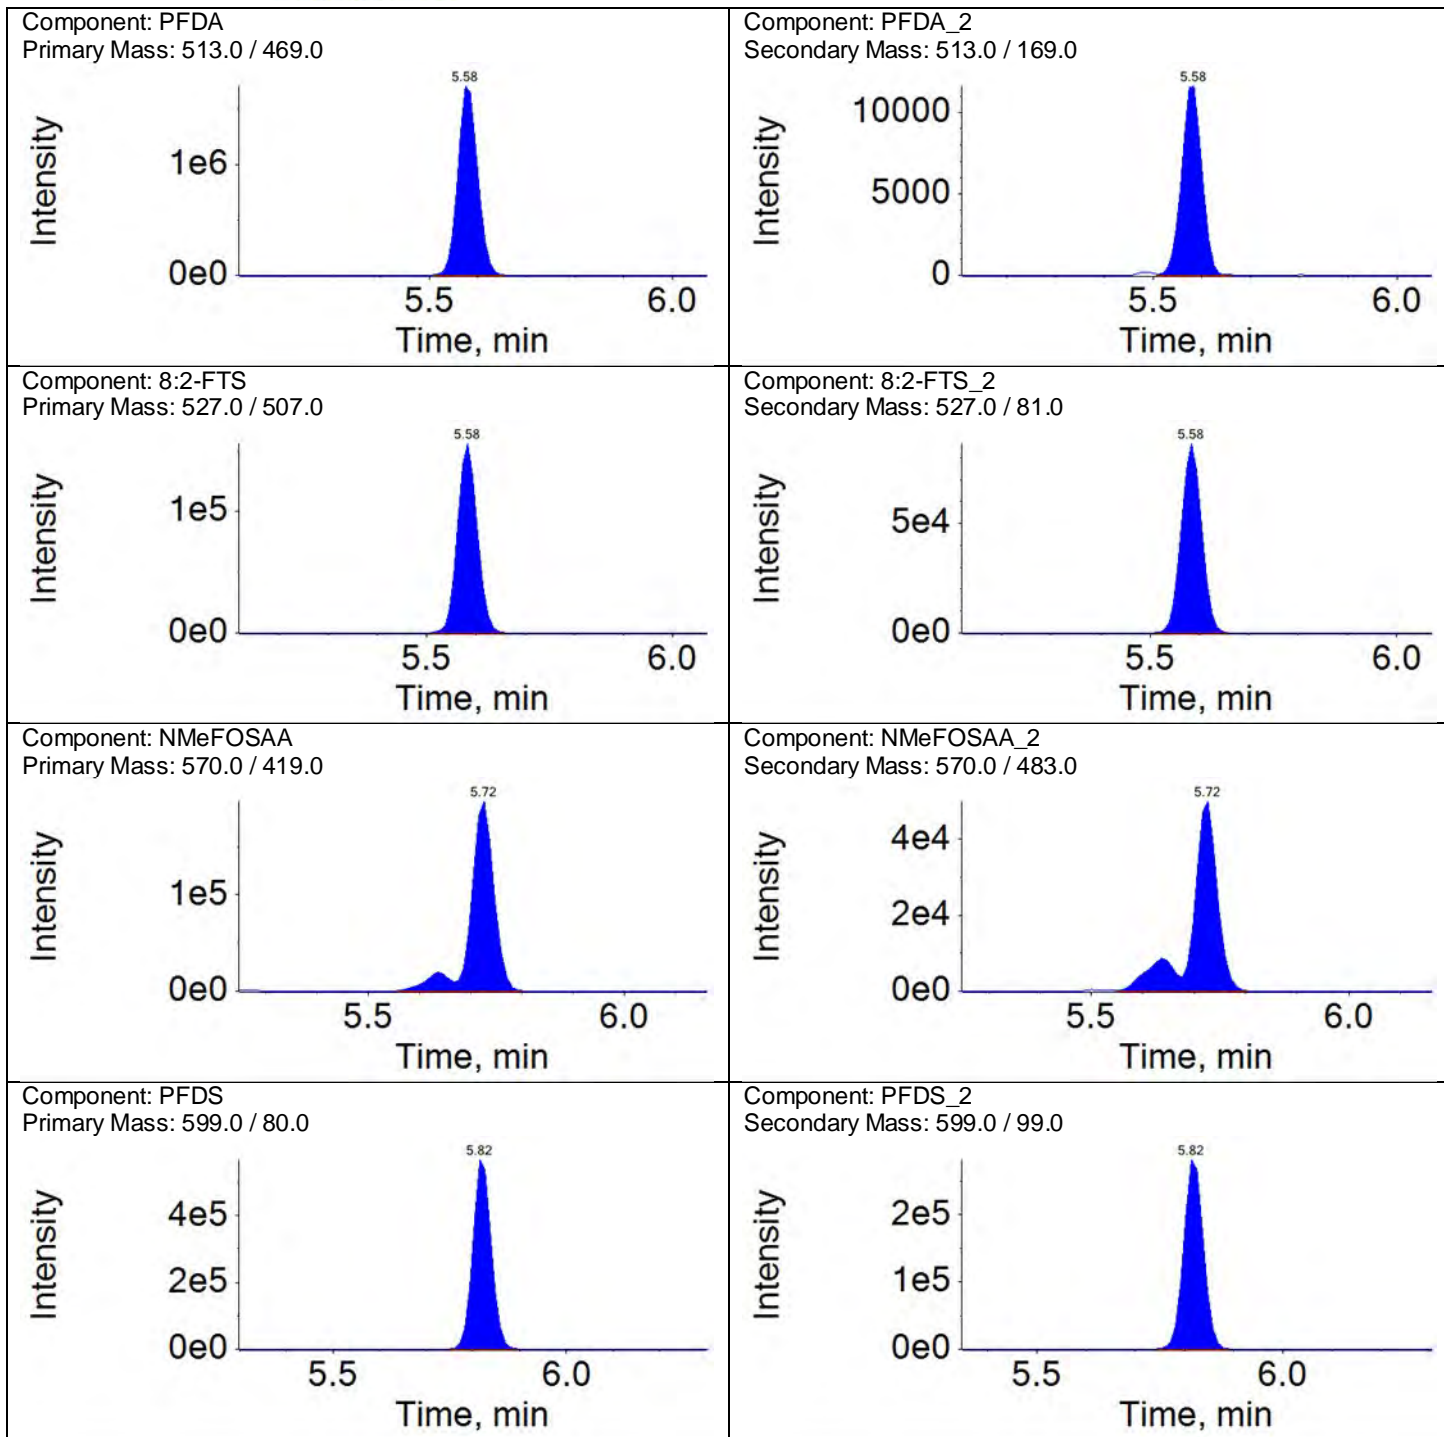 Component: PFDA
Primary Mass: 513.0 / 469.0
5.58
Intensity
1e6
0e0
5.5
6.0
Time, min
Component: PFDA_2
Secondary Mass: 513.0 / 169.0
5.58
Intensity
10000
5000
0
5.5
6.0
Time, min
Component: 8:2-FTS
Primary Mass: 527.0 / 507.0
5.58
Intensity
1e5
0e0
5.5
6.0
Time, min
Component: 8:2-FTS_2
Secondary Mass: 527.0 / 81.0
5.58
Intensity
5e4
0e0
5.5
6.0
Time, min
Component: NMeFOSAA
Primary Mass: 570.0 / 419.0
5.72
Intensity
1e5
0e0
5.5
6.0
Time, min
Component: NMeFOSAA_2
Secondary Mass: 570.0 / 483.0
5.72
Intensity
4e4
2e4
0e0
5.5
6.0
Time, min
Component: PFDS
Primary Mass: 599.0 / 80.0
5.82
Intensity
4e5
2e5
0e0
5.5
6.0
Time, min
Component: PFDS_2
Secondary Mass: 599.0 / 99.0
5.82
Intensity
2e5
1e5
0e0
5.5
6.0
Time, min